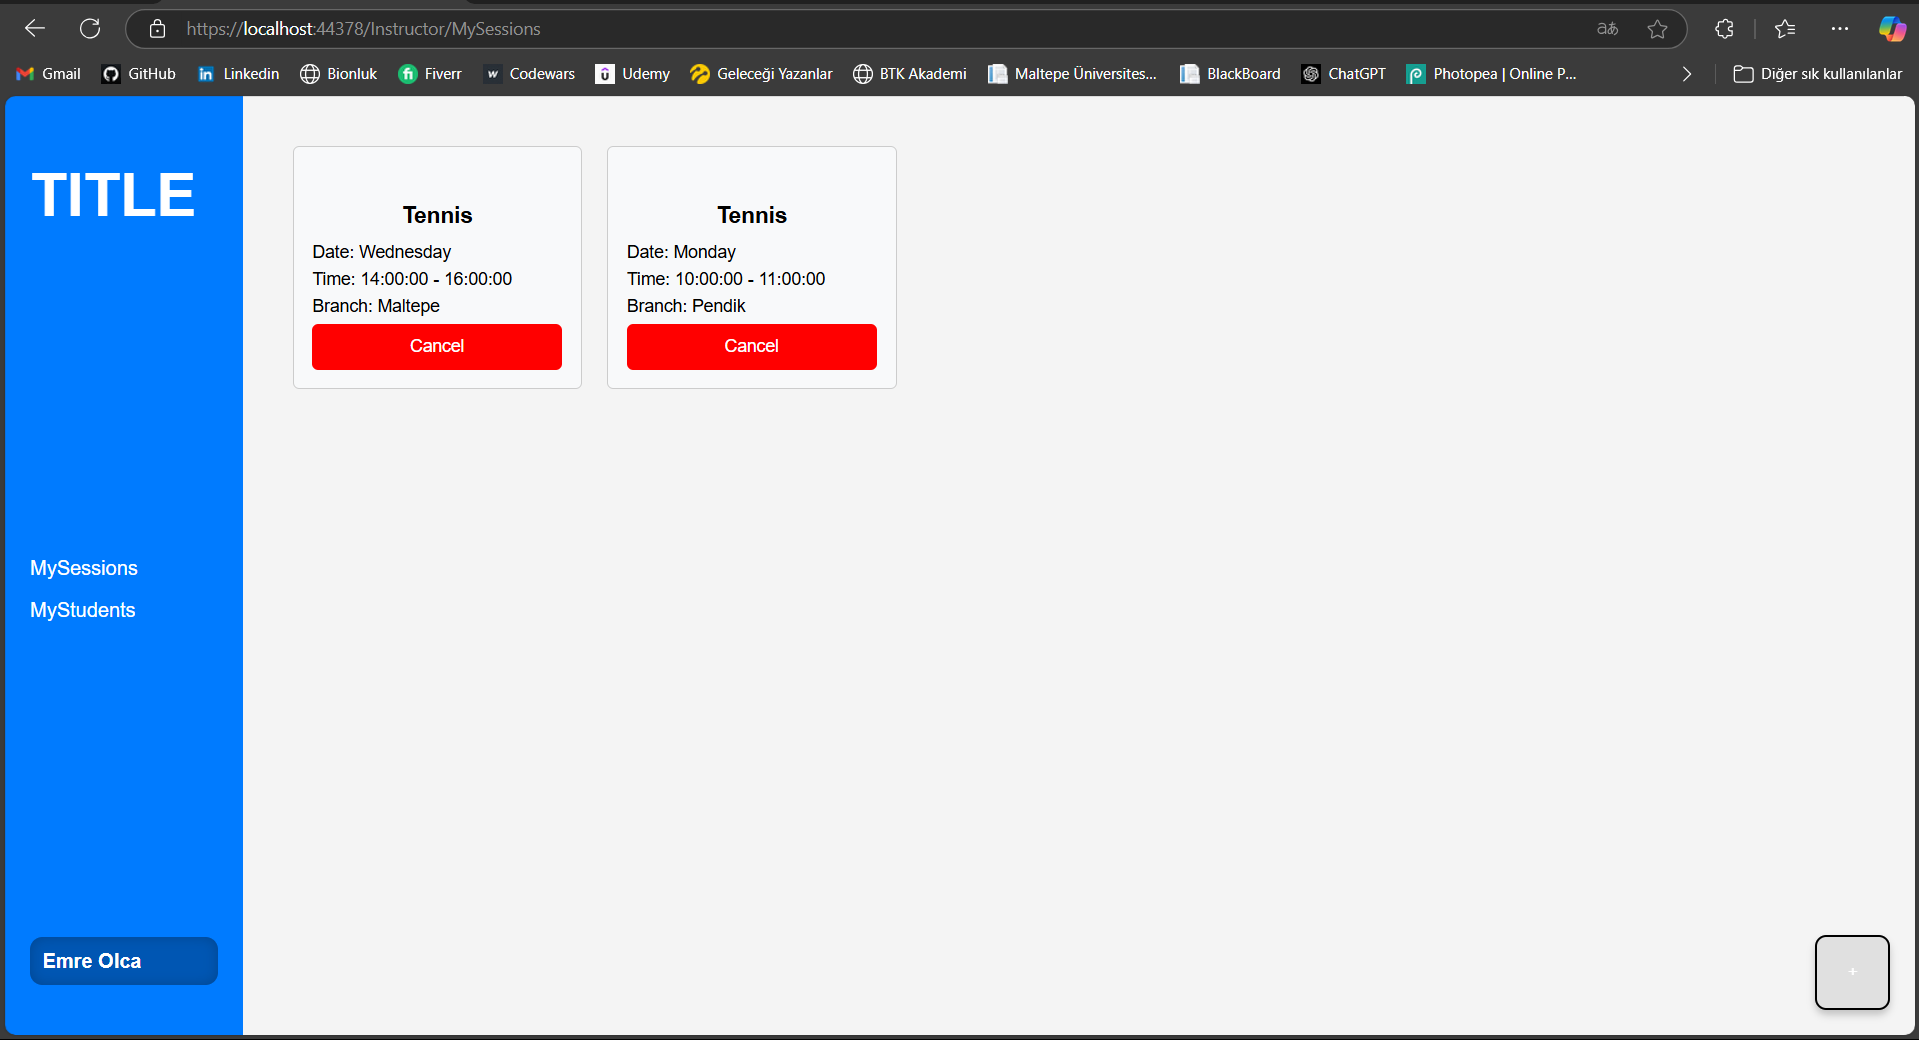 https://localhost:44378/Instructor/MySessions
aあ
Gmail GitHub Linkedin Bionluk Fiverr Codewars Udemy Geleceği Yazanlar BTK Akademi Maltepe Üniversites... BlackBoard ChatGPT Photopea | Online P... Diğer sık kullanılanlar
TITLE
MySessions
MyStudents
Emre Olca
Tennis
Date: Wednesday
Time: 14:00:00 - 16:00:00
Branch: Maltepe
Cancel
Tennis
Date: Monday
Time: 10:00:00 - 11:00:00
Branch: Pendik
Cancel
+